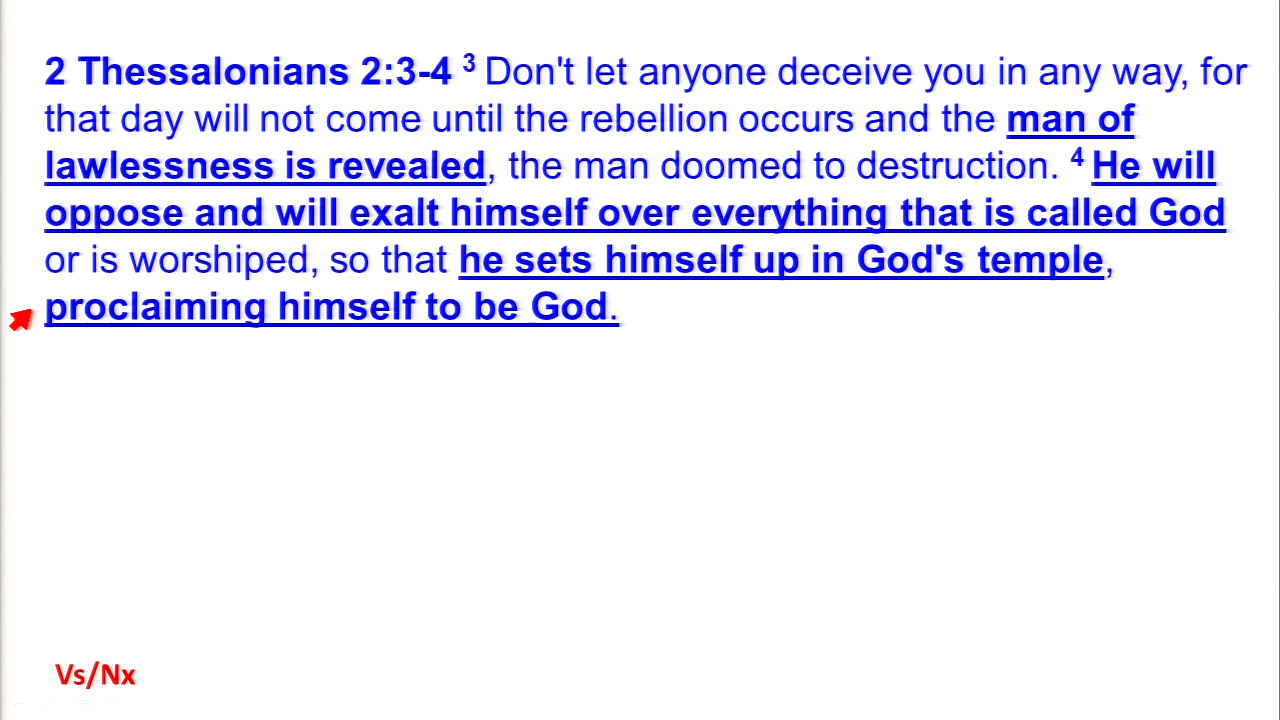 2 Thessalonians 2:3-4 3 Don't let anyone deceive you in any way, for
that day will not come until the rebellion occurs and the man of
lawlessness is revealed, the man doomed to destruction. 4 He will
oppose and will exalt himself over everything that is called God
or is worshiped, so that he sets himself up in God's temple,
proclaiming himself to be God.
Vs/Nx